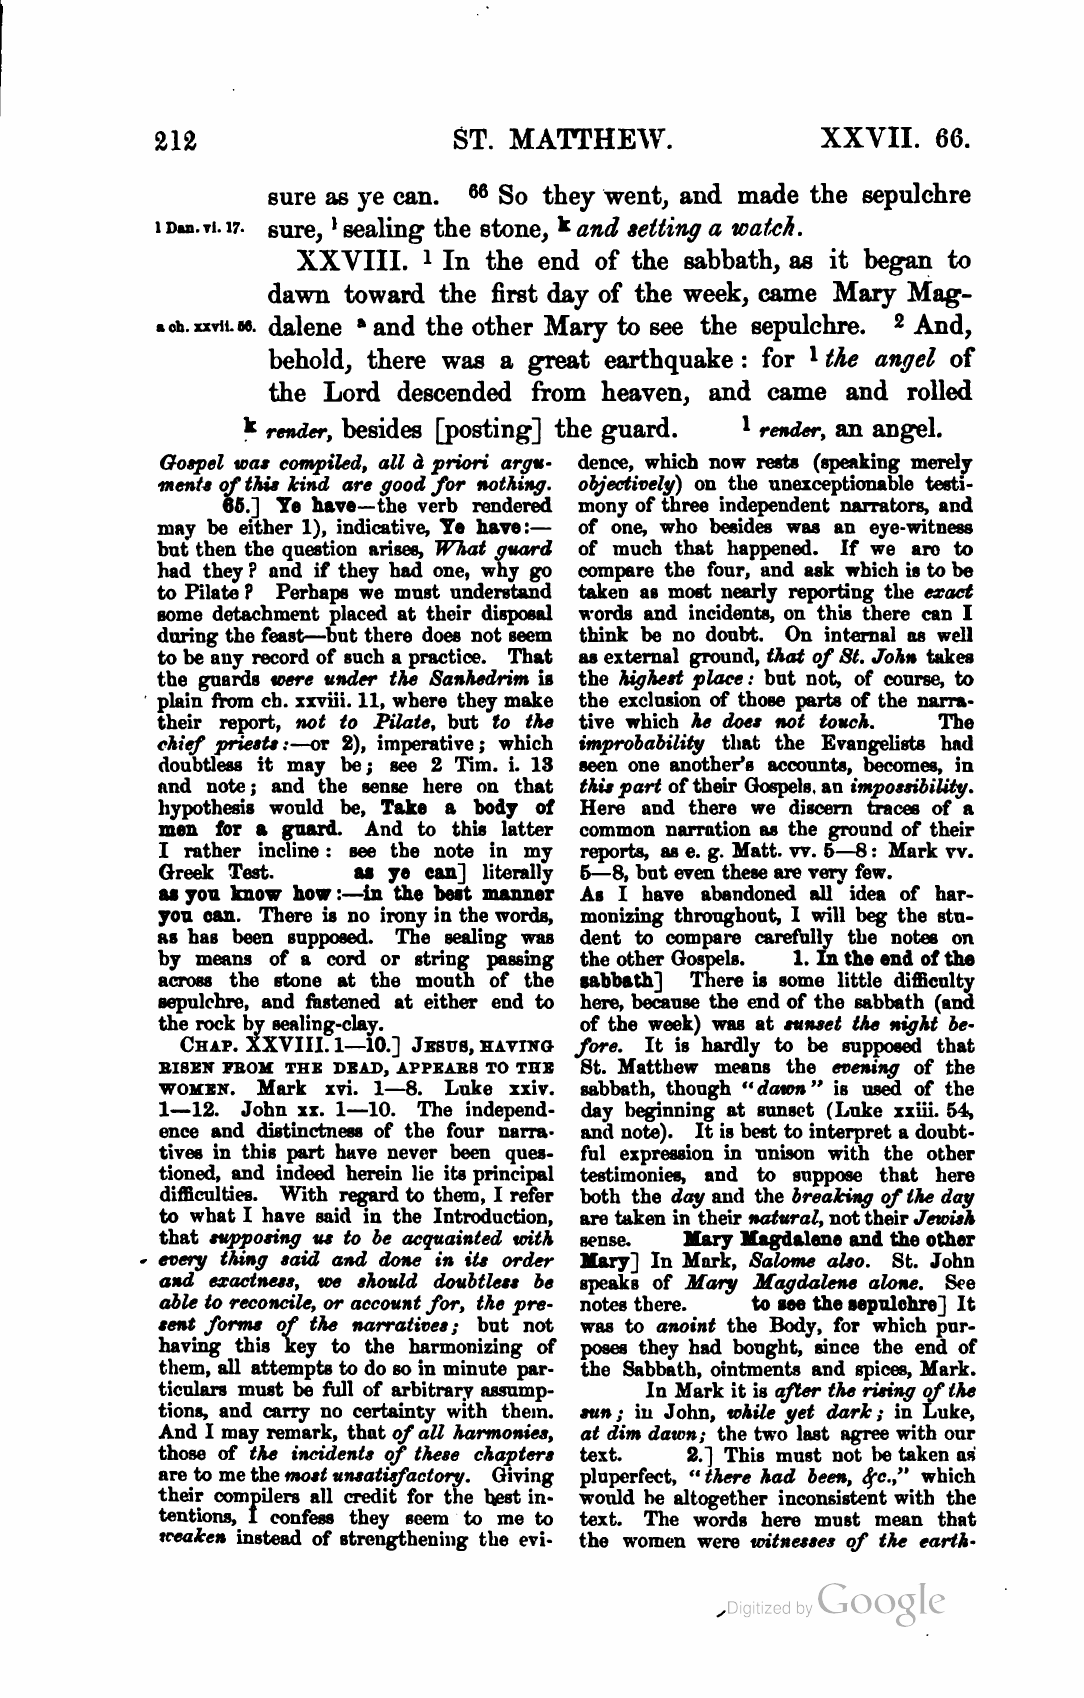 212 ST. MATTHEW. XXVII. 66.
sure as ye can. 66 So they went, and made the sepulchre
1 Dan. vi. 17. sure, 1 sealing the stone, k and setting a watch.
XXVIII. 1 In the end of the sabbath, as it began to
dawn toward the first day of the week, came Mary Mag-
a ch. xxvii. 56. dalene a and the other Mary to see the sepulchre. 2 And,
behold, there was a great earthquake : for 1 the angel of
the Lord descended from heaven, and came and rolled
k render, besides [posting] the guard. 1 render, an angel.
Gospel was compiled, all à priori argu-
ments of this kind are good for nothing.
65.] Ye have—the verb rendered
may be either 1), indicative, Ye have:—
but then the question arises, What guard
had they? and if they had one, why go
to Pilate? Perhaps we must understand
some detachment placed at their disposal
during the feast—but there does not seem
to be any record of such a practice. That
the guards were under the Sanhedrim is
plain from ch. xxviii. 11, where they make
their report, not to Pilate, but to the
chief priests:—or 2), imperative; which
doubtless it may be; see 2 Tim. i. 13
and note; and the sense here on that
hypothesis would be, Take a body of
men for a guard. And to this latter
I rather incline: see the note in my
Greek Test. as ye can] literally
as you know how:—in the best manner
you can. There is no irony in the words,
as has been supposed. The sealing was
by means of a cord or string passing
across the stone at the mouth of the
sepulchre, and fastened at either end to
the rock by sealing-clay.
CHAP. XXVIII. 1—10.] JESUS, HAVING
RISEN FROM THE DEAD, APPEARS TO THE
WOMEN. Mark xvi. 1—8. Luke xxiv.
1—12. John xx. 1—10. The independ-
ence and distinctness of the four narra-
tives in this part have never been ques-
tioned, and indeed herein lie its principal
difficulties. With regard to them, I refer
to what I have said in the Introduction,
that supposing us to be acquainted with
every thing said and done in its order
and exactness, we should doubtless be
able to reconcile, or account for, the pre-
sent forms of the narratives; but not
having this key to the harmonizing of
them, all attempts to do so in minute par-
ticulars must be full of arbitrary assump-
tions, and carry no certainty with them.
And I may remark, that of all harmonies,
those of the incidents of these chapters
are to me the most unsatisfactory. Giving
their compilers all credit for the best in-
tentions, I confess they seem to me to
weaken instead of strengthening the evi-
dence, which now rests (speaking merely
objectively) on the unexceptionable testi-
mony of three independent narrators, and
of one, who besides was an eye-witness
of much that happened. If we are to
compare the four, and ask which is to be
taken as most nearly reporting the exact
words and incidents, on this there can I
think be no doubt. On internal as well
as external ground, that of St. John takes
the highest place: but not, of course, to
the exclusion of those parts of the narra-
tive which he does not touch. The
improbability that the Evangelists had
seen one another's accounts, becomes, in
this part of their Gospels, an impossibility.
Here and there we discern traces of a
common narration as the ground of their
reports, as e. g. Matt. vv. 5—8: Mark vv.
5—8, but even these are very few.
As I have abandoned all idea of har-
monizing throughout, I will beg the stu-
dent to compare carefully the notes on
the other Gospels. 1. In the end of the
sabbath] There is some little difficulty
here, because the end of the sabbath (and
of the week) was at sunset the night be-
fore. It is hardly to be supposed that
St. Matthew means the evening of the
sabbath, though "dawn" is used of the
day beginning at sunset (Luke xxiii. 54,
and note). It is best to interpret a doubt-
ful expression in unison with the other
testimonies, and to suppose that here
both the day and the breaking of the day
are taken in their natural, not their Jewish
sense. Mary Magdalene and the other
Mary] In Mark, Salome also. St. John
speaks of Mary Magdalene alone. See
notes there. to see the sepulchre] It
was to anoint the Body, for which pur-
poses they had bought, since the end of
the Sabbath, ointments and spices, Mark.
In Mark it is after the rising of the
sun; in John, while yet dark; in Luke,
at dim dawn; the two last agree with our
text. 2.] This must not be taken as
pluperfect, "there had been, &c.," which
would be altogether inconsistent with the
text. The words here must mean that
the women were witnesses of the earth-
Digitized by Google